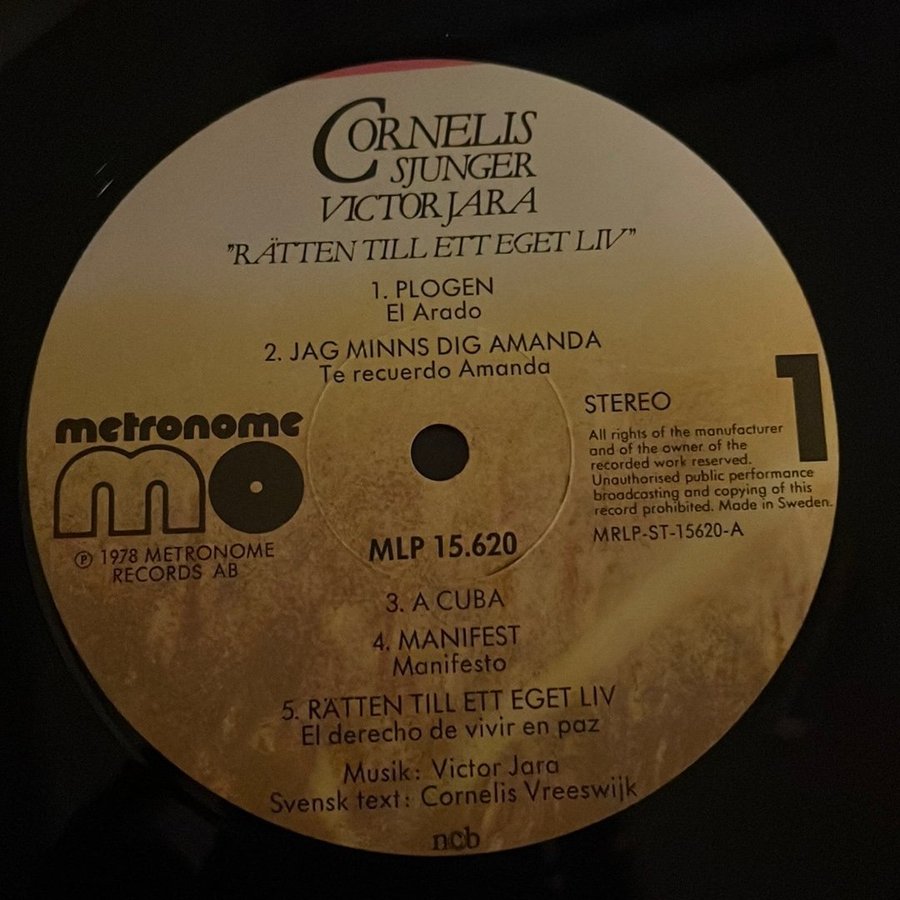 CORNELIS
SJUNGER
VICTOR JARA
"RÄTTEN TILL ETT EGET LIV"
1. PLOGEN
El Arado
2. JAG MINNS DIG AMANDA
Te recuerdo Amanda
metronome
mo
℗ 1978 METRONOME
RECORDS AB
STEREO
1
All rights of the manufacturer
and of the owner of the
recorded work reserved.
Unauthorised public performance
broadcasting and copying of this
record prohibited. Made in Sweden.
MRLP-ST-15620-A
MLP 15.620
3. A CUBA
4. MANIFEST
Manifesto
5. RÄTTEN TILL ETT EGET LIV
El derecho de vivir en paz
Musik: Victor Jara
Svensk text: Cornelis Vreeswijk
ncb